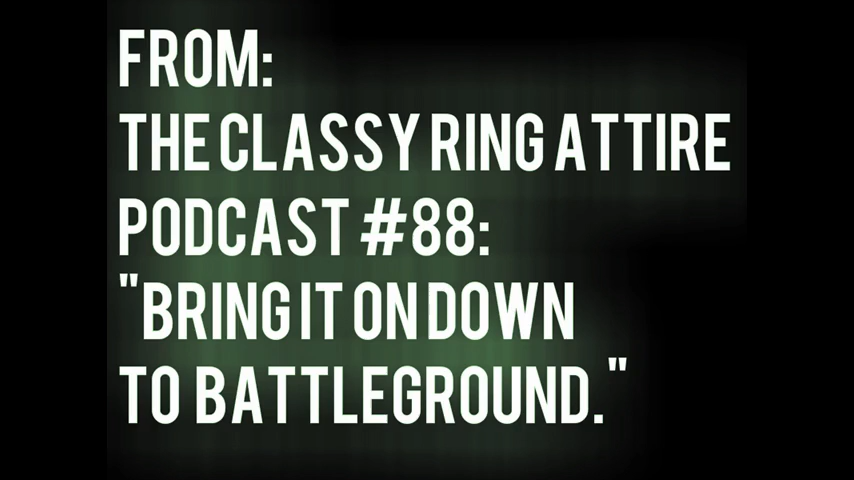 FROM:
THE CLASSY RING ATTIRE
PODCAST #88:
"BRING IT ON DOWN
TO BATTLEGROUND."